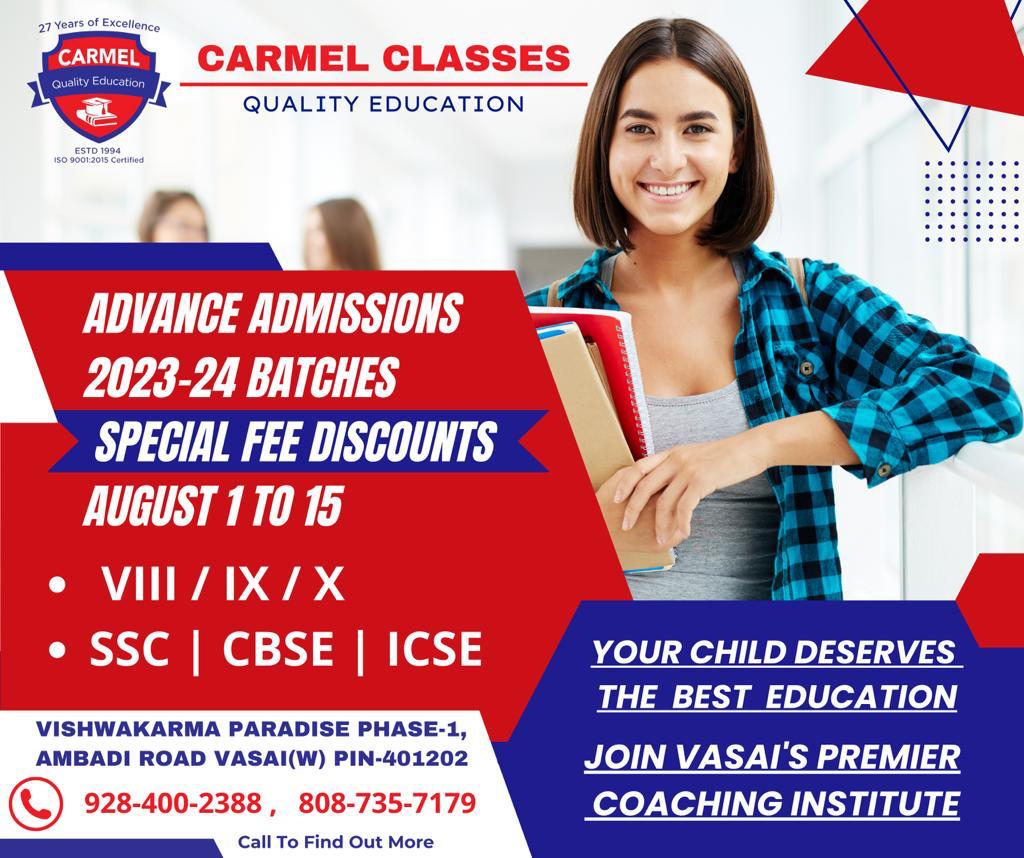 27 Years of Excellence
CARMEL
Quality Education
ESTD 1994
ISO 9001:2015 Certified
CARMEL CLASSES
QUALITY EDUCATION
ADVANCE ADMISSIONS
2023-24 BATCHES
SPECIAL FEE DISCOUNTS
AUGUST 1 TO 15
• VIII / IX / X
• SSC | CBSE | ICSE
VISHWAKARMA PARADISE PHASE-1,
AMBADI ROAD VASAI(W) PIN-401202
928-400-2388 , 808-735-7179
Call To Find Out More
YOUR CHILD DESERVES
THE BEST EDUCATION
JOIN VASAI'S PREMIER
COACHING INSTITUTE